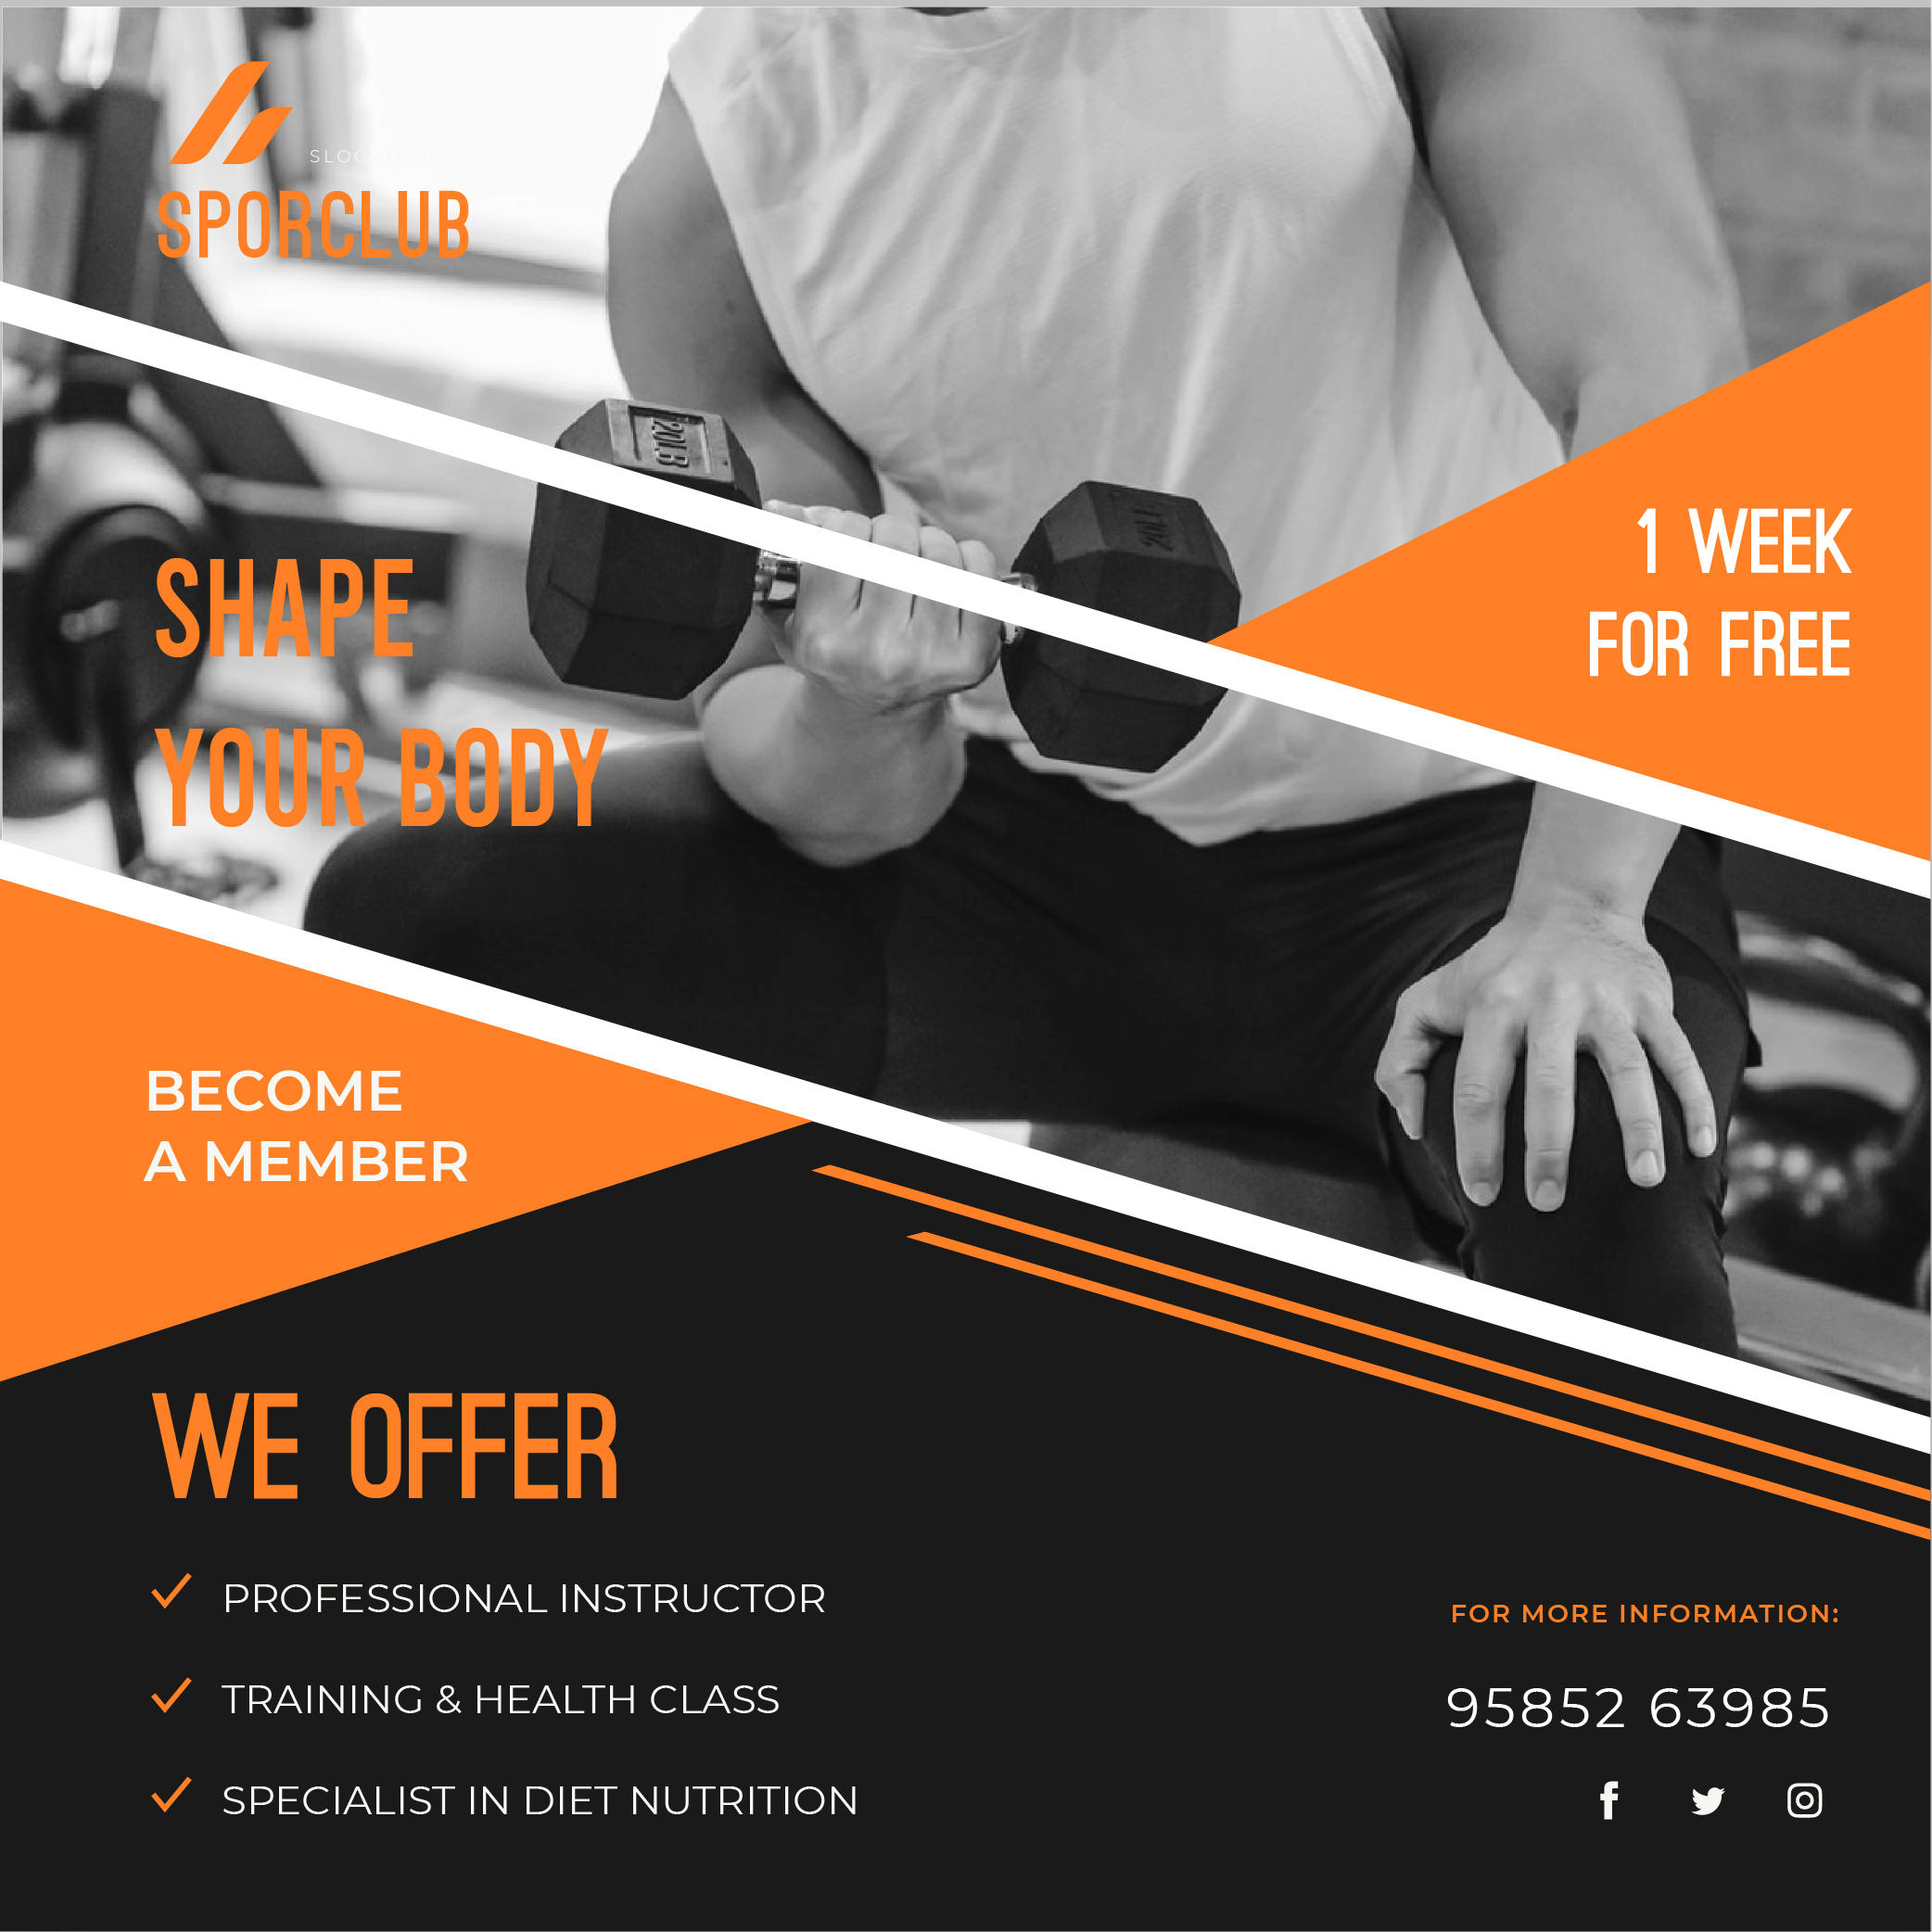 SPORCLUB
20LB
SHAPE
YOUR BODY
1 WEEK
FOR FREE
BECOME
A MEMBER
WE OFFER
PROFESSIONAL INSTRUCTOR
TRAINING & HEALTH CLASS
SPECIALIST IN DIET NUTRITION
FOR MORE INFORMATION:
95852 63985